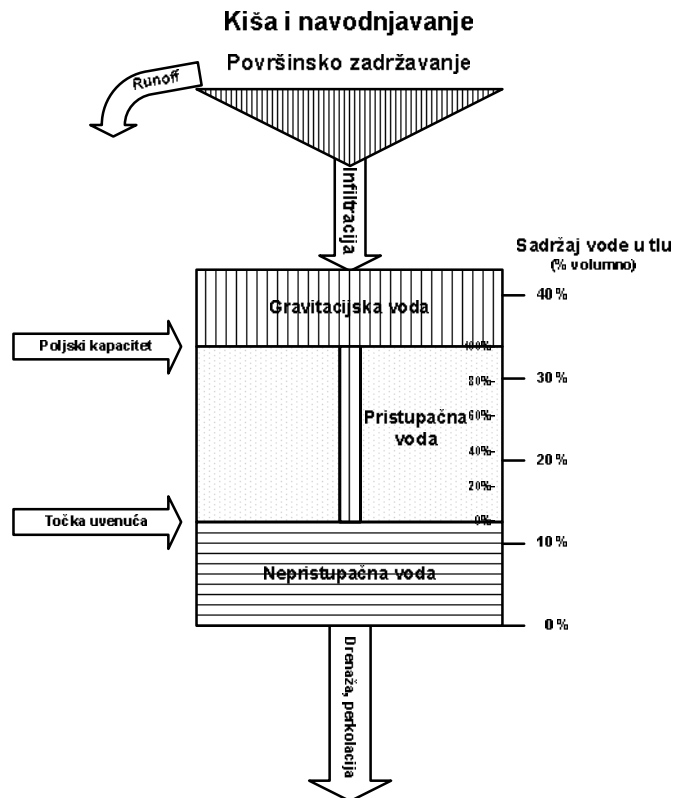 Kiša i navodnjavanje
Površinsko zadržavanje
Runoff
Infiltracija
Sadržaj vode u tlu
(% volumno)
40%
Gravitacijska voda
Poljski kapacitet
100%
80%
30%
Pristupačna
voda
60%
40%
20%
20%
Točka uvenuća
0%
10%
Nepristupačna voda
0%
Drenaža, perkolacija